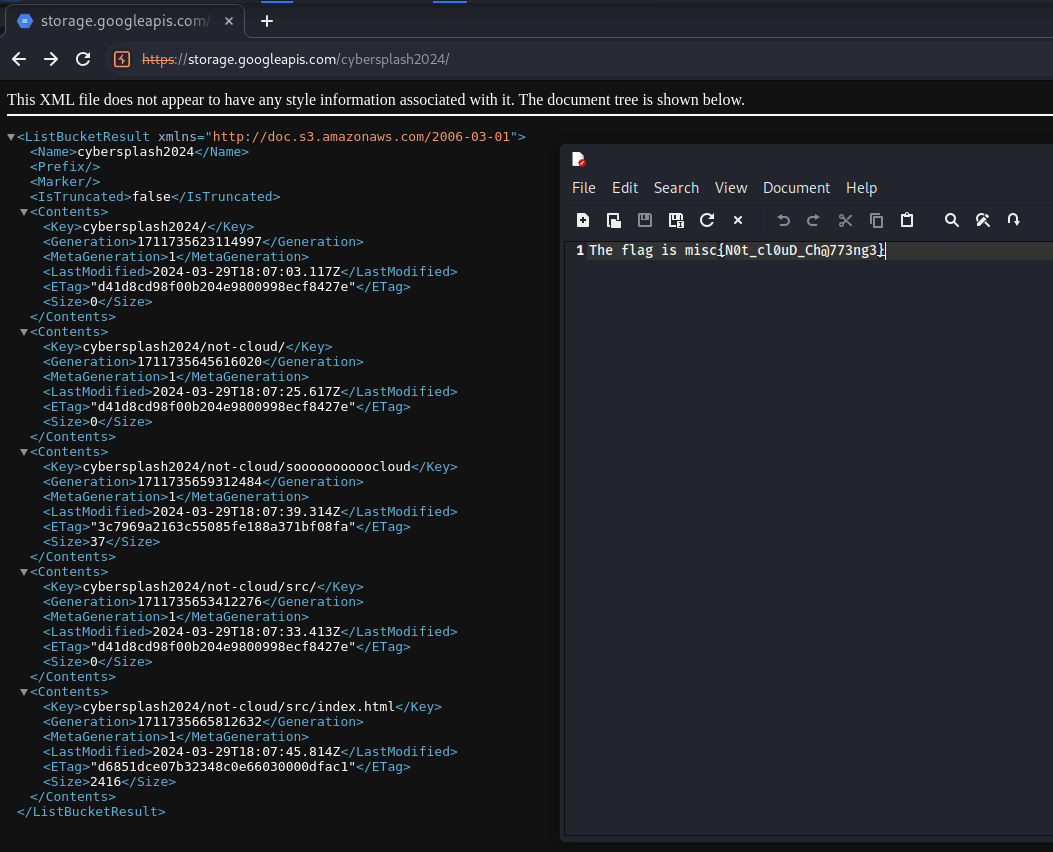 storage.googleapis.com/
https://storage.googleapis.com/cybersplash2024/
This XML file does not appear to have any style information associated with it. The document tree is shown below.
<ListBucketResult xmlns="http://doc.s3.amazonaws.com/2006-03-01">
<Name>cybersplash2024</Name>
<Prefix/>
<Marker/>
<IsTruncated>false</IsTruncated>
<Contents>
<Key>cybersplash2024/</Key>
<Generation>1711735623114997</Generation>
<MetaGeneration>1</MetaGeneration>
<LastModified>2024-03-29T18:07:03.117Z</LastModified>
<ETag>"d41d8cd98f00b204e9800998ecf8427e"</ETag>
<Size>0</Size>
</Contents>
<Contents>
<Key>cybersplash2024/not-cloud/</Key>
<Generation>1711735645616020</Generation>
<MetaGeneration>1</MetaGeneration>
<LastModified>2024-03-29T18:07:25.617Z</LastModified>
<ETag>"d41d8cd98f00b204e9800998ecf8427e"</ETag>
<Size>0</Size>
</Contents>
<Contents>
<Key>cybersplash2024/not-cloud/soooooooooocloud</Key>
<Generation>1711735659312484</Generation>
<MetaGeneration>1</MetaGeneration>
<LastModified>2024-03-29T18:07:39.314Z</LastModified>
<ETag>"3c7969a2163c55085fe188a371bf08fa"</ETag>
<Size>37</Size>
</Contents>
<Contents>
<Key>cybersplash2024/not-cloud/src/</Key>
<Generation>1711735653412276</Generation>
<MetaGeneration>1</MetaGeneration>
<LastModified>2024-03-29T18:07:33.413Z</LastModified>
<ETag>"d41d8cd98f00b204e9800998ecf8427e"</ETag>
<Size>0</Size>
</Contents>
<Contents>
<Key>cybersplash2024/not-cloud/src/index.html</Key>
<Generation>1711735665812632</Generation>
<MetaGeneration>1</MetaGeneration>
<LastModified>2024-03-29T18:07:45.814Z</LastModified>
<ETag>"d6851dce07b32348c0e66030000dfac1"</ETag>
<Size>2416</Size>
</Contents>
</ListBucketResult>
File Edit Search View Document Help
1 The flag is misc{N0t_cl0uD_Ch@773ng3}